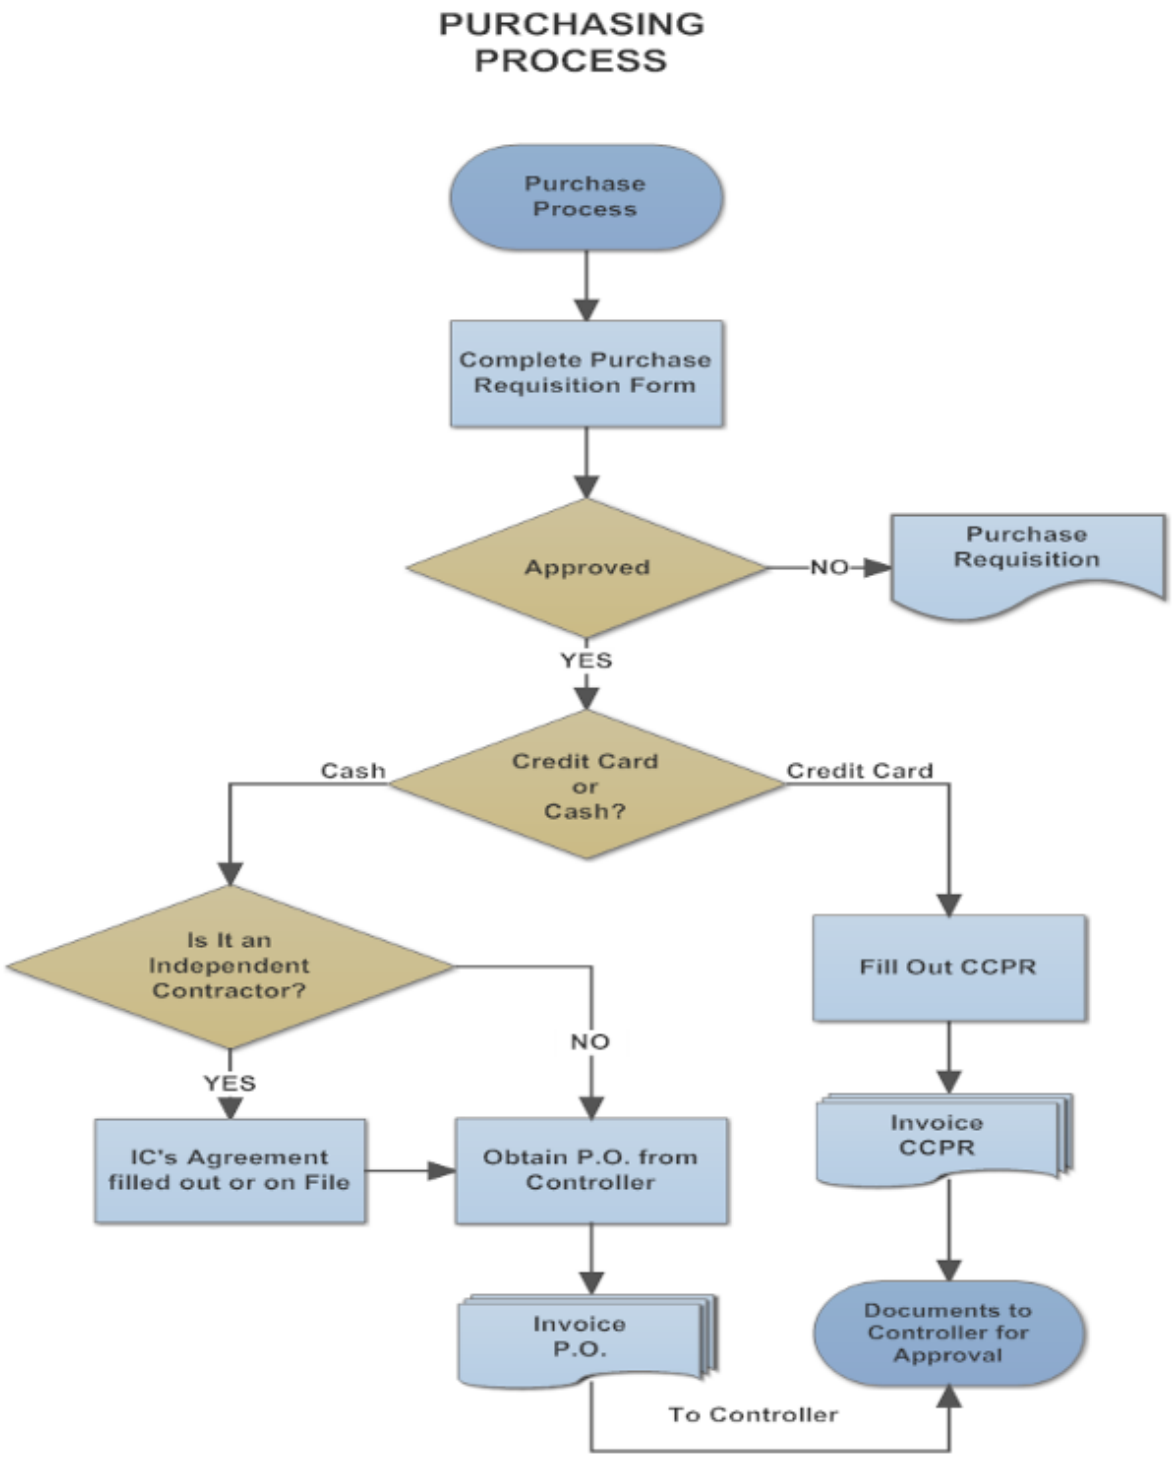 PURCHASING
PROCESS
Purchase
Process
Complete Purchase
Requisition Form
Approved
NO
Purchase
Requisition
YES
Credit Card
or
Cash?
Cash
Credit Card
Is It an
Independent
Contractor?
Fill Out CCPR
NO
YES
IC's Agreement
filled out or on File
Obtain P.O. from
Controller
Invoice
CCPR
Invoice
P.O.
Documents to
Controller for
Approval
To Controller